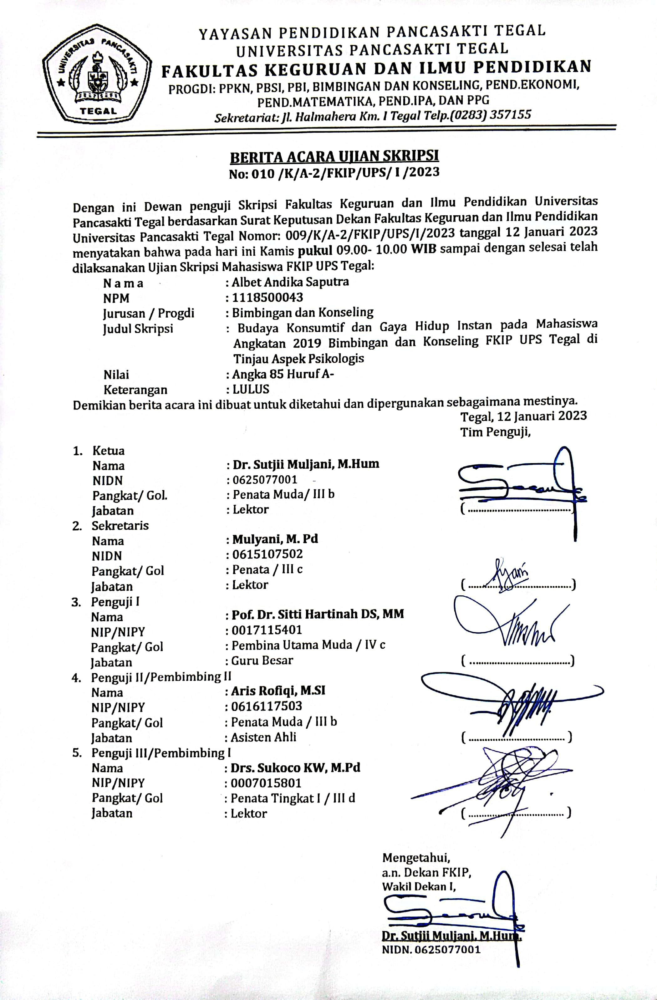 UNIVERSITAS PANCASAKTI
TEGAL
YAYASAN PENDIDIKAN PANCASAKTI TEGAL
UNIVERSITAS PANCASAKTI TEGAL
FAKULTAS KEGURUAN DAN ILMU PENDIDIKAN
PROGDI: PPKN, PBSI, PBI, BIMBINGAN DAN KONSELING, PEND.EKONOMI,
PEND.MATEMATIKA, PEND.IPA, DAN PPG
Sekretariat: Jl. Halmahera Km. I Tegal Telp.(0283) 357155
BERITA ACARA UJIAN SKRIPSI
No: 010 /K/A-2/FKIP/UPS/ I /2023
Dengan ini Dewan penguji Skripsi Fakultas Keguruan dan Ilmu Pendidikan Universitas
Pancasakti Tegal berdasarkan Surat Keputusan Dekan Fakultas Keguruan dan Ilmu Pendidikan
Universitas Pancasakti Tegal Nomor: 009/K/A-2/FKIP/UPS/I/2023 tanggal 12 Januari 2023
menyatakan bahwa pada hari ini Kamis pukul 09.00- 10.00 WIB sampai dengan selesai telah
dilaksanakan Ujian Skripsi Mahasiswa FKIP UPS Tegal:
N a m a : Albet Andika Saputra
NPM : 1118500043
Jurusan / Progdi : Bimbingan dan Konseling
Judul Skripsi : Budaya Konsumtif dan Gaya Hidup Instan pada Mahasiswa
Angkatan 2019 Bimbingan dan Konseling FKIP UPS Tegal di
Tinjau Aspek Psikologis
Nilai : Angka 85 Huruf A-
Keterangan : LULUS
Demikian berita acara ini dibuat untuk diketahui dan dipergunakan sebagaimana mestinya.
Tegal, 12 Januari 2023
Tim Penguji,
1. Ketua
Nama : Dr. Sutjii Muljani, M.Hum
NIDN : 0625077001
Pangkat/ Gol. : Penata Muda/ III b
Jabatan : Lektor (......................................)
2. Sekretaris
Nama : Mulyani, M. Pd
NIDN : 0615107502
Pangkat/ Gol : Penata / III c
Jabatan : Lektor (......................................)
3. Penguji I
Nama : Pof. Dr. Sitti Hartinah DS, MM
NIP/NIPY : 0017115401
Pangkat/ Gol : Pembina Utama Muda / IV c
Jabatan : Guru Besar (......................................)
4. Penguji II/Pembimbing II
Nama : Aris Rofiqi, M.SI
NIP/NIPY : 0616117503
Pangkat/ Gol : Penata Muda / III b
Jabatan : Asisten Ahli (...................................... )
5. Penguji III/Pembimbing I
Nama : Drs. Sukoco KW, M.Pd
NIP/NIPY : 0007015801
Pangkat/ Gol : Penata Tingkat I / III d
Jabatan : Lektor (...................................... )
Mengetahui,
a.n. Dekan FKIP,
Wakil Dekan I,
Dr. Sutjii Muljani, M.Hum.
NIDN. 0625077001